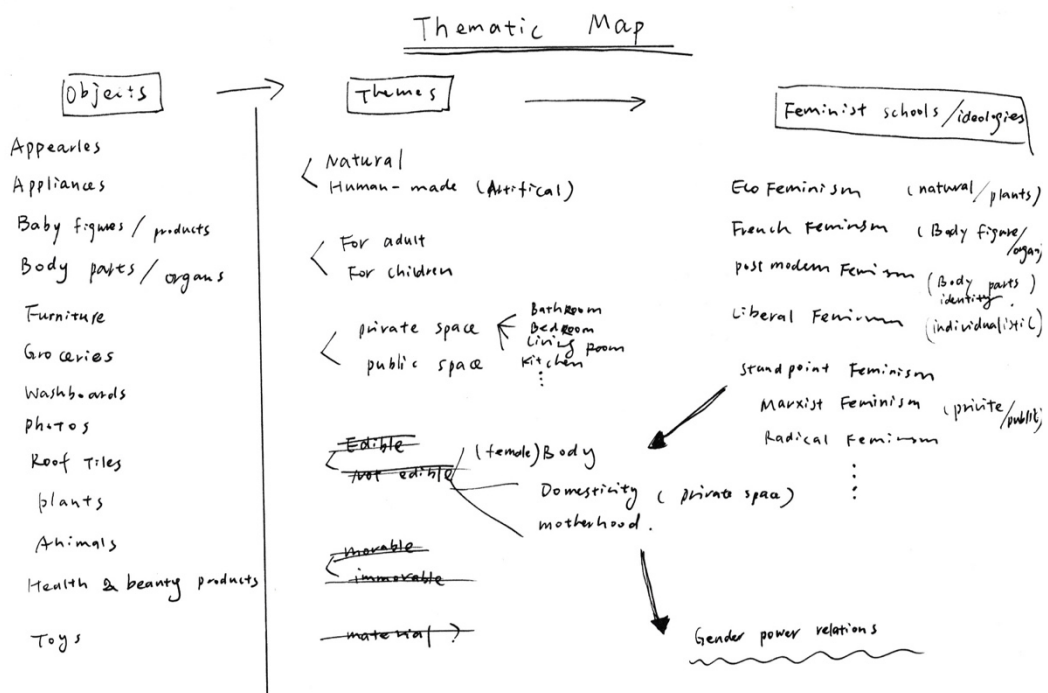 Thematic Map
Objects
Appearles
Appliances
Baby figures / products
Body parts / organs
Furniture
Groceries
Washboards
photos
Roof Tiles
plants
Animals
Health & beauty products
Toys
Themes
Natural
Human-made (Artifical)
For adult
For children
private space
public space
Bathroom
Bedroom
Living Room
Kitchen
⋮
Edible
Not edible
(female) Body
Domesticity (private space)
motherhood.
movable
immovable
material ?
Feminist schools / ideologies
Eco Feminism (natural / plants)
French Feminism (Body figure / organ)
post modern Feminism (Body parts) identity.
Liberal Feminism (individualistic)
standpoint Feminism
Marxist Feminism (private / public)
Radical Feminism
⋮
Gender power relations